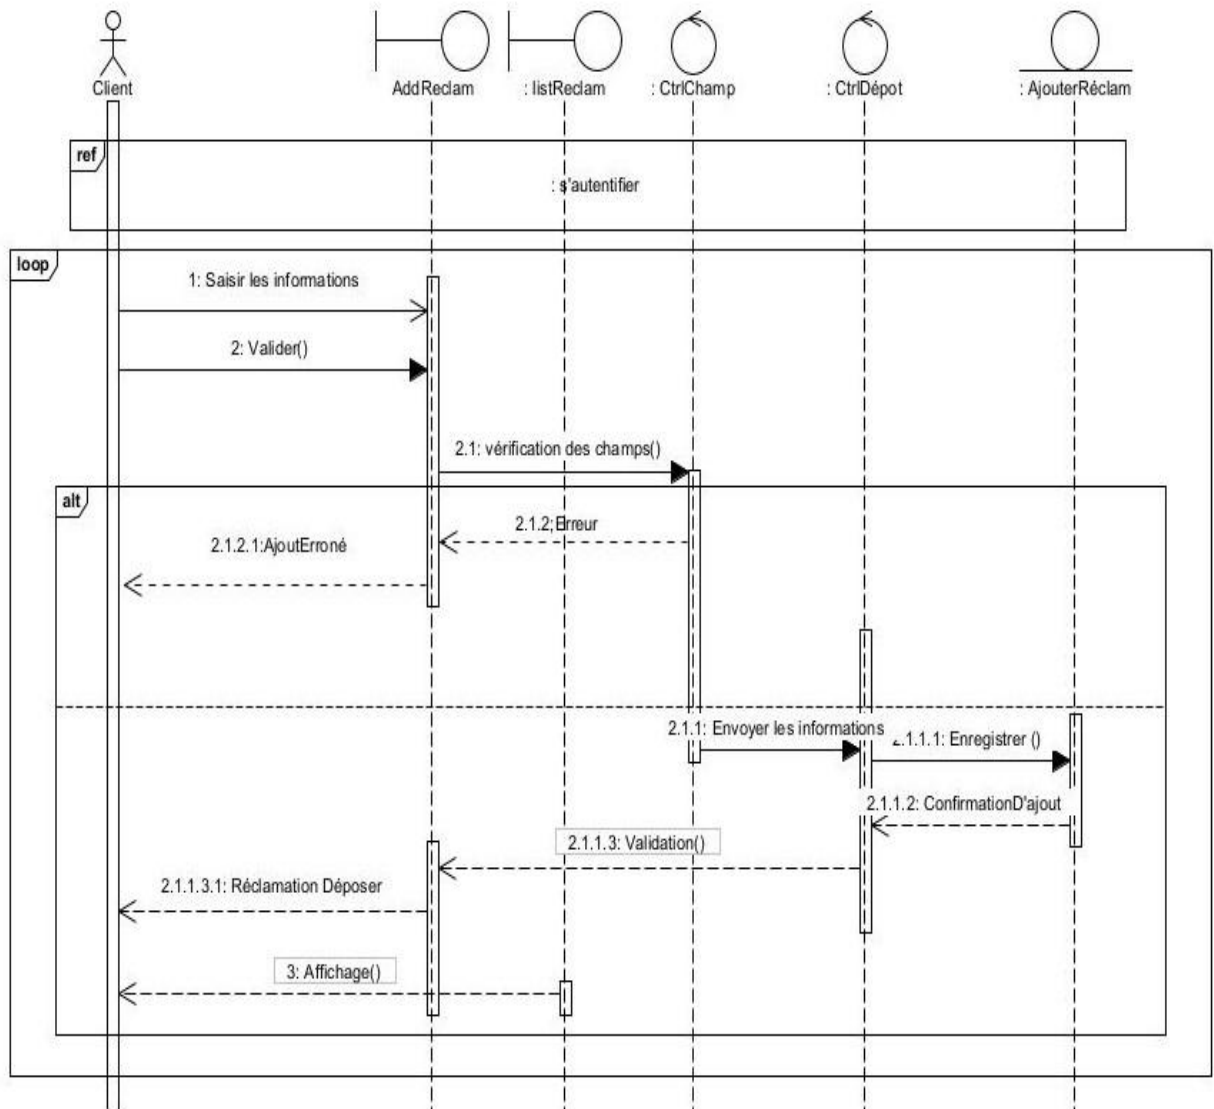 Client
AddReclam
: listReclam
: CtrlChamp
: CtrlDépot
: AjouterRéclam
ref
: s'autentifier
loop
1: Saisir les informations
2: Valider()
2.1: vérification des champs()
alt
2.1.2;Erreur
2.1.2.1:AjoutErroné
2.1.1: Envoyer les informations
2.1.1.1: Enregistrer ()
2.1.1.2: ConfirmationD'ajout
2.1.1.3: Validation()
2.1.1.3.1: Réclamation Déposer
3: Affichage()